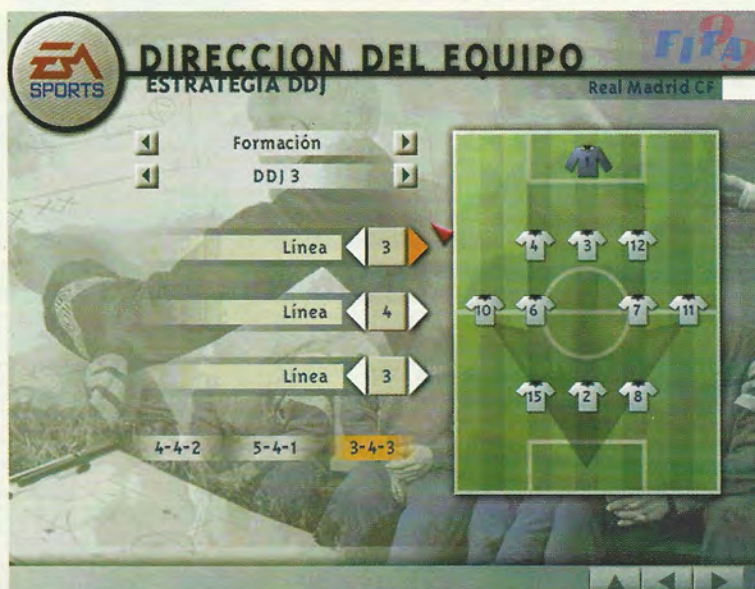 EA
SPORTS
DIRECCION DEL EQUIPO
ESTRATEGIA DDJ
FIFA
Real Madrid CF
Formación
DDJ 3
Línea 3
Línea 4
Línea 3
4-4-2 5-4-1 3-4-3
1
4 3 12
10 6 7 11
15 2 8